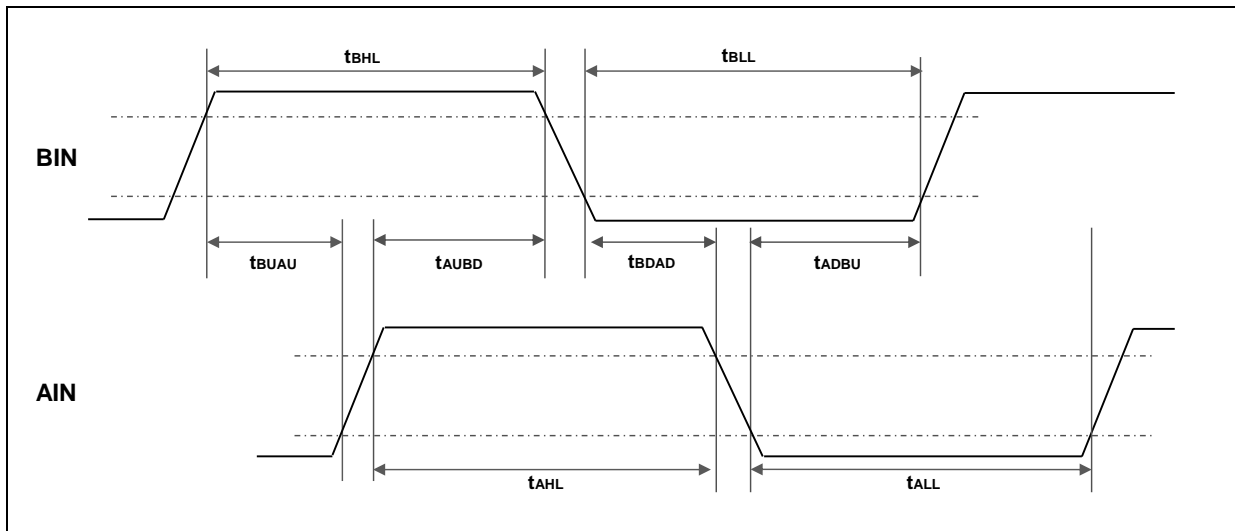 tBHL
tBLL
BIN
tBUAU
tAUBD
tBDAD
tADBU
AIN
tAHL
tALL